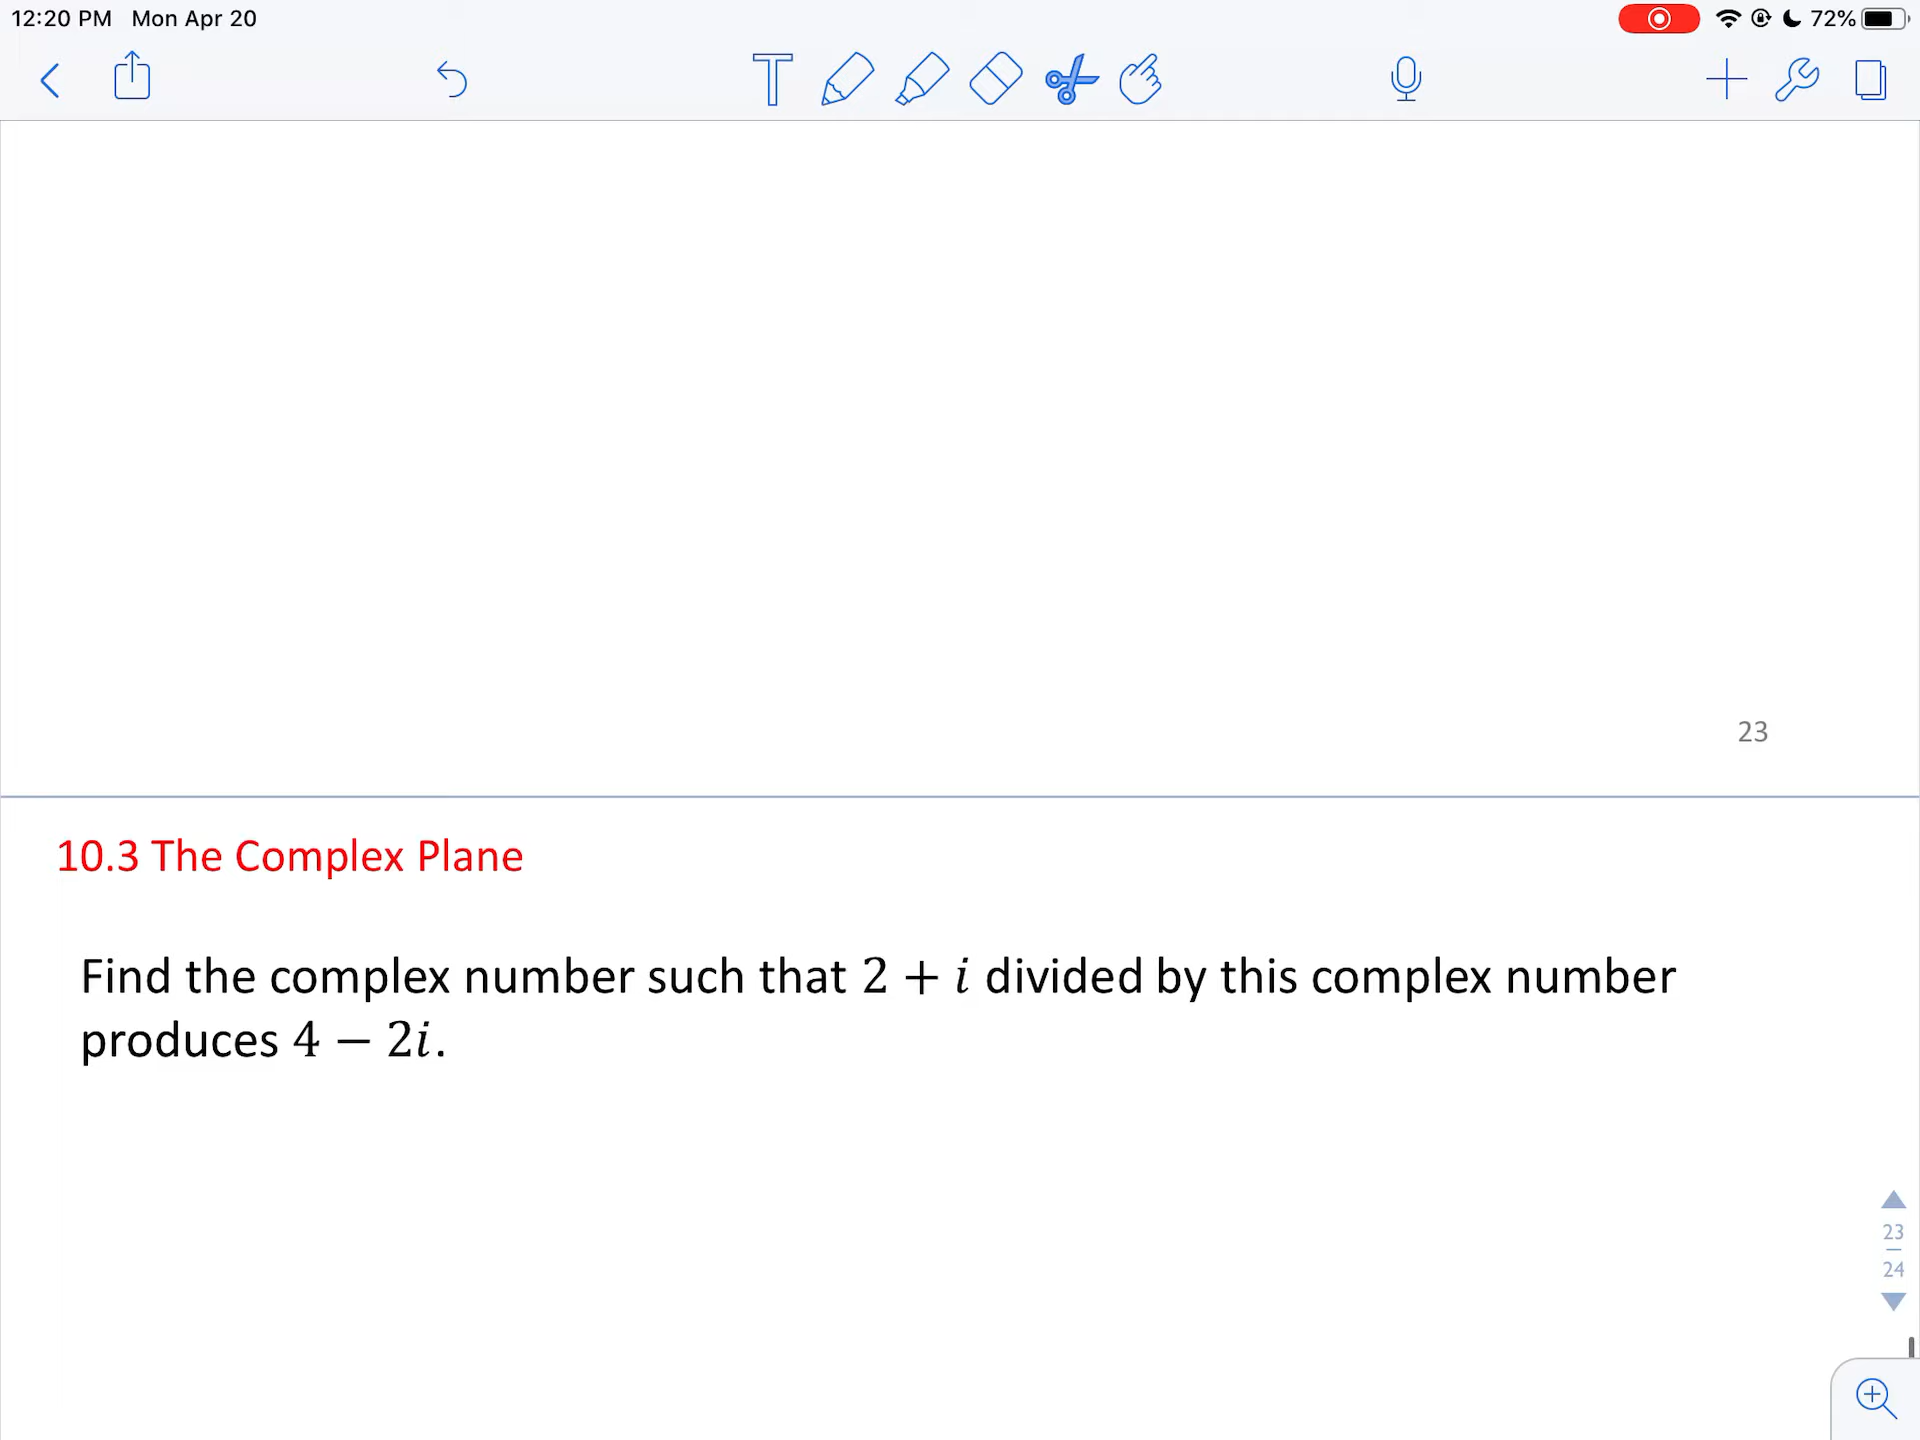 12:20 PM Mon Apr 20
72%
23
10.3 The Complex Plane
Find the complex number such that 2 + i divided by this complex number
produces 4 − 2i.
23
24